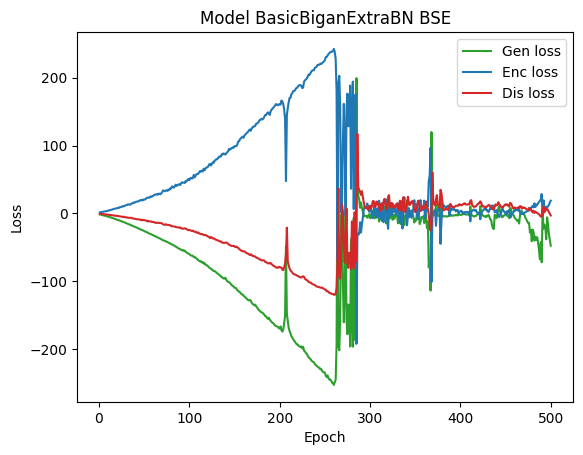 Model BasicBiganExtraBN BSE
Gen loss
Enc loss
Dis loss
Loss
200
100
0
−100
−200
0
100
200
300
400
500
Epoch